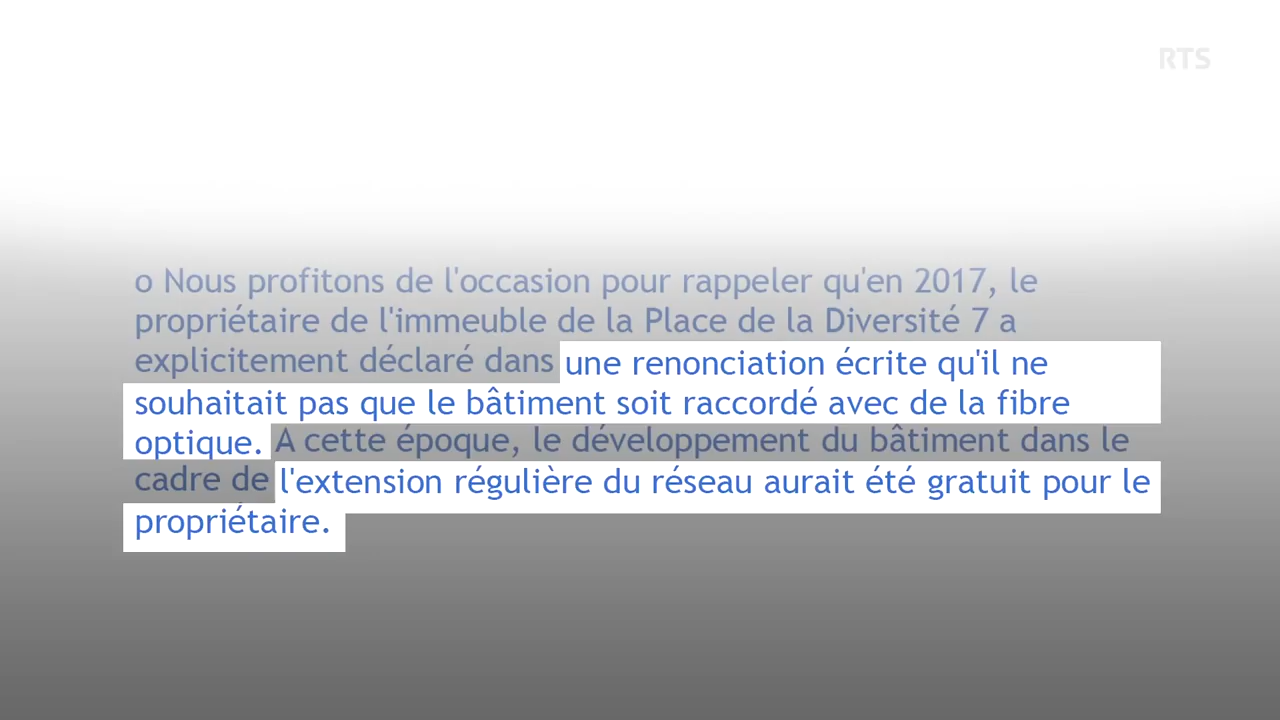 RTS
o Nous profitons de l'occasion pour rappeler qu'en 2017, le
propriétaire de l'immeuble de la Place de la Diversité 7 a
explicitement déclaré dans une renonciation écrite qu'il ne
souhaitait pas que le bâtiment soit raccordé avec de la fibre
optique. A cette époque, le développement du bâtiment dans le
cadre de l'extension régulière du réseau aurait été gratuit pour le
propriétaire.